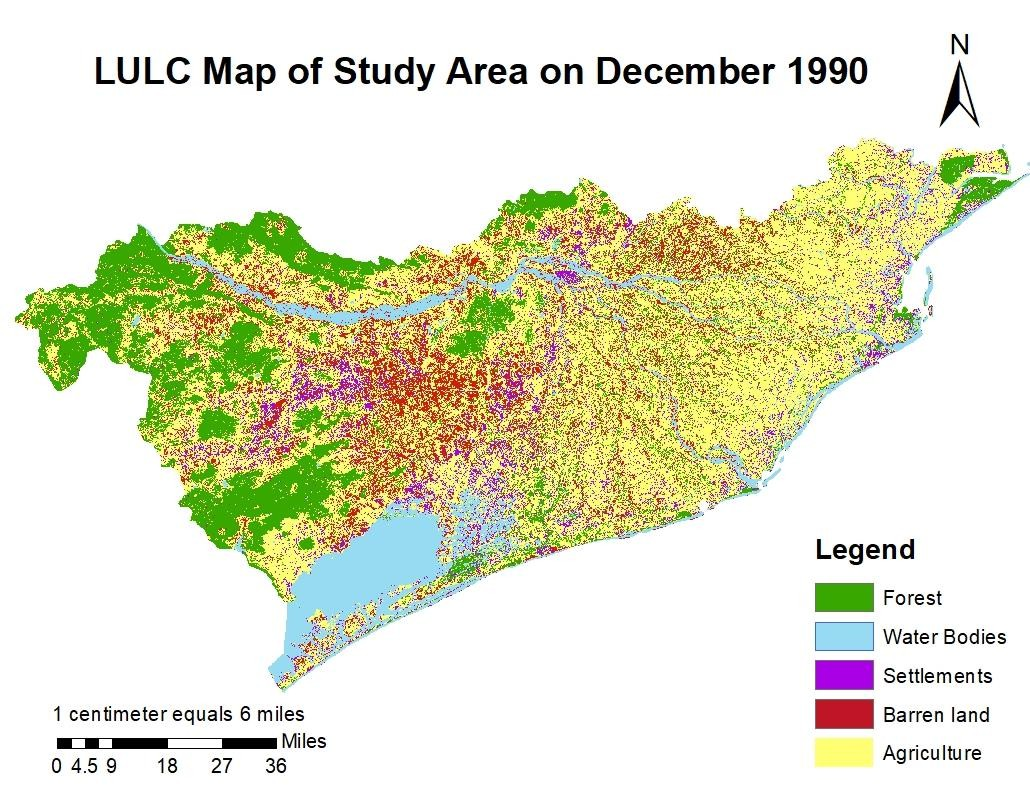 LULC Map of Study Area on December 1990
N
Legend
Forest
Water Bodies
Settlements
Barren land
Agriculture
1 centimeter equals 6 miles
Miles
0 4.5 9 18 27 36